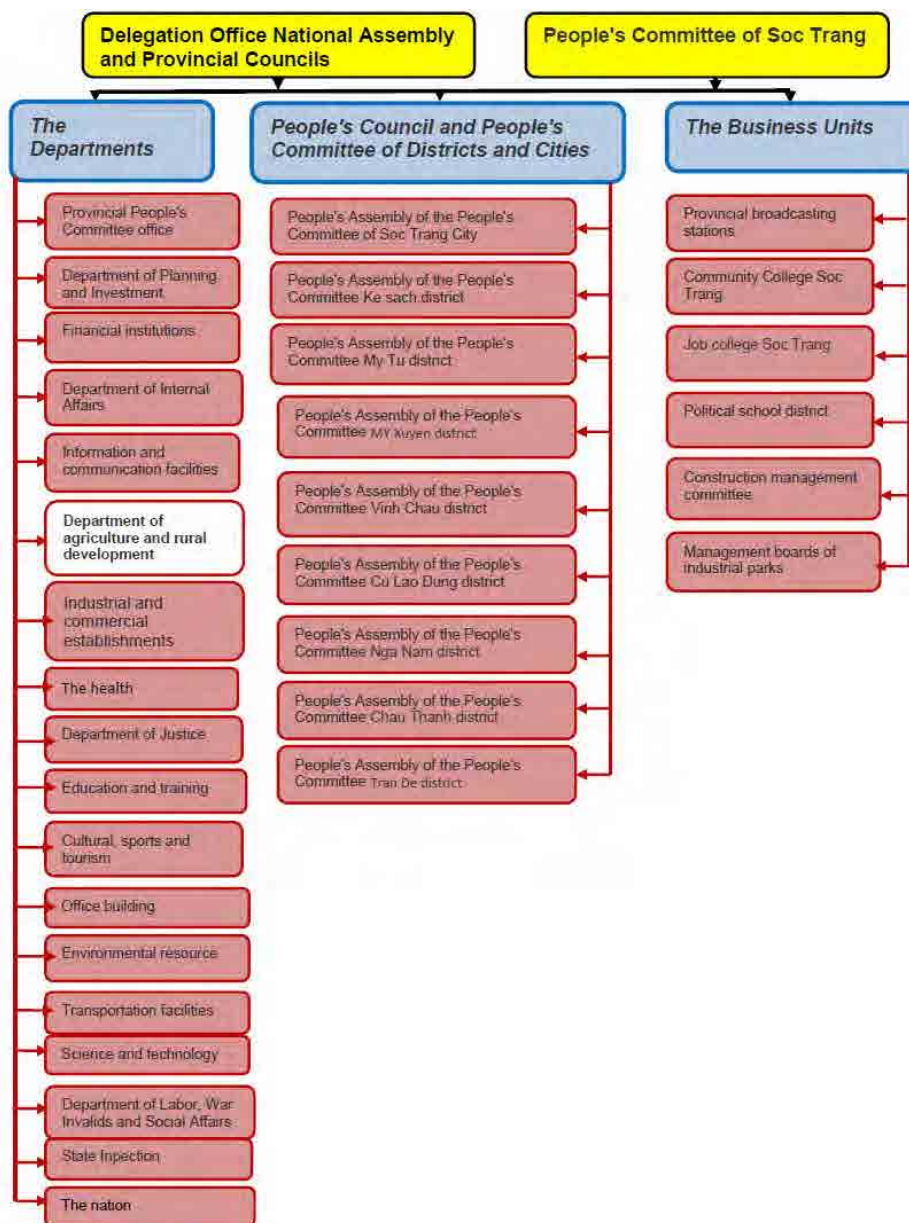 Delegation Office National Assembly
and Provincial Councils
People's Committee of Soc Trang
The
Departments
People's Council and People's
Committee of Districts and Cities
The Business Units
Provincial People's
Committee office
Department of Planning
and Investment
Financial institutions
Department of Internal
Affairs
Information and
communication facilities
Department of
agriculture and rural
development
Industrial and
commercial
establishments
The health
Department of Justice
Education and training
Cultural, sports and
tourism
Office building
Environmental resource
Transportation facilities
Science and technology
Department of Labor, War
Invalids and Social Affairs
State Inpection
The nation
People's Assembly of the People's
Committee of Soc Trang City
People's Assembly of the People's
Committee Ke sach district
People's Assembly of the People's
Committee My Tu district
People's Assembly of the People's
Committee MY Xuyen district
People's Assembly of the People's
Committee Vinh Chau district
People's Assembly of the People's
Committee Cu Lao Dung district
People's Assembly of the People's
Committee Nga Nam district
People's Assembly of the People's
Committee Chau Thanh district
People's Assembly of the People's
Committee Tran De district
Provincial broadcasting
stations
Community College Soc
Trang
Job college Soc Trang
Political school district
Construction management
committee
Management boards of
industrial parks